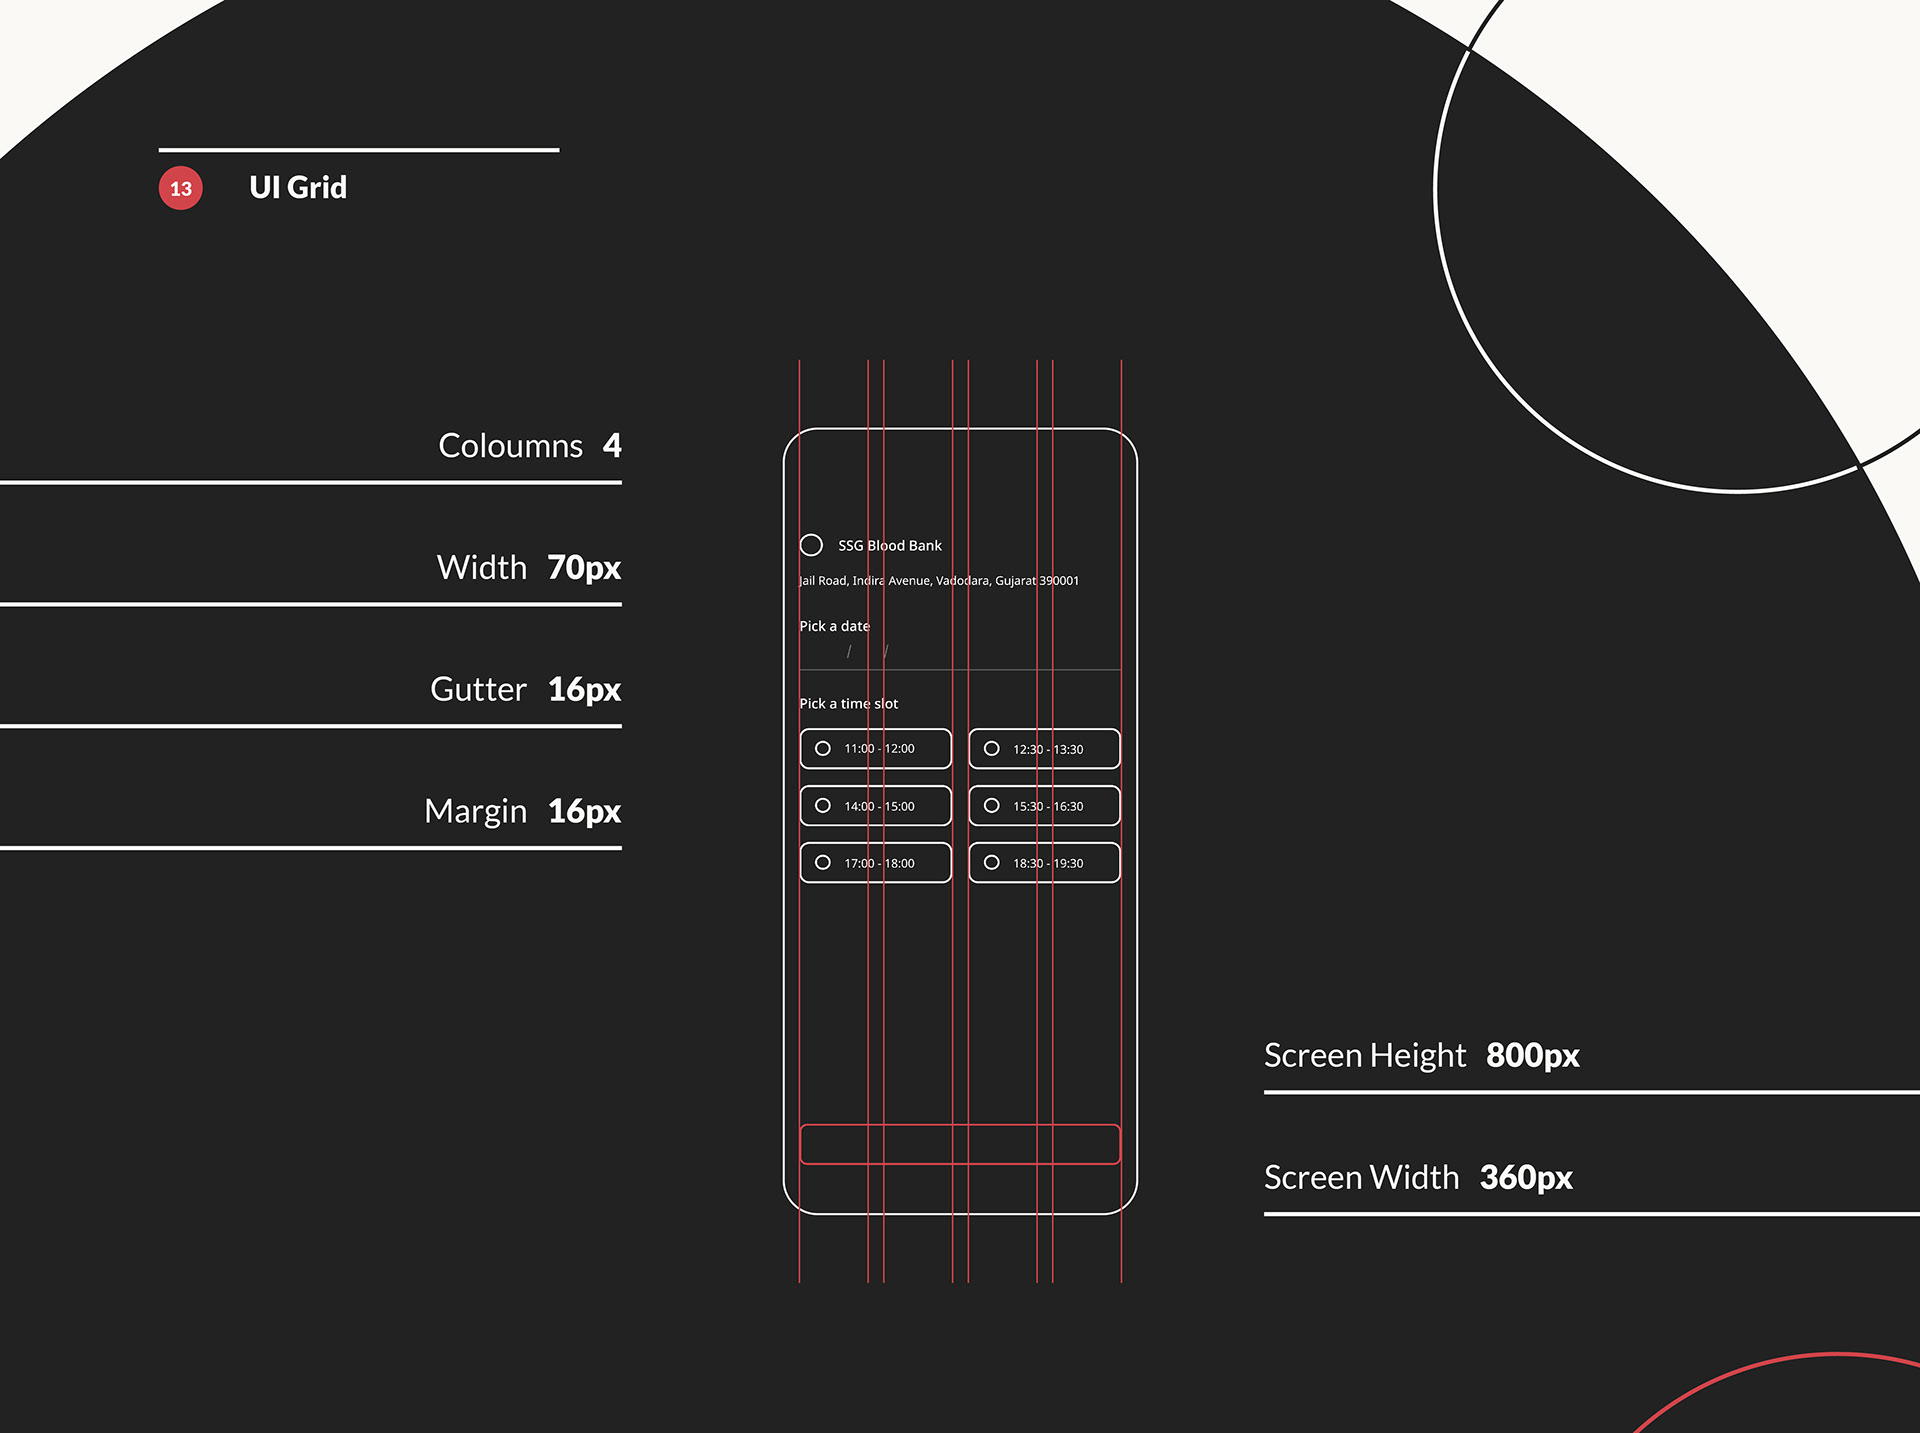 13 UI Grid
Coloumns 4
Width 70px
Gutter 16px
Margin 16px
SSG Blood Bank
Jail Road, Indira Avenue, Vadodara, Gujarat 390001
Pick a date
/ /
Pick a time slot
11:00 - 12:00 12:30 - 13:30
14:00 - 15:00 15:30 - 16:30
17:00 - 18:00 18:30 - 19:30
Screen Height 800px
Screen Width 360px